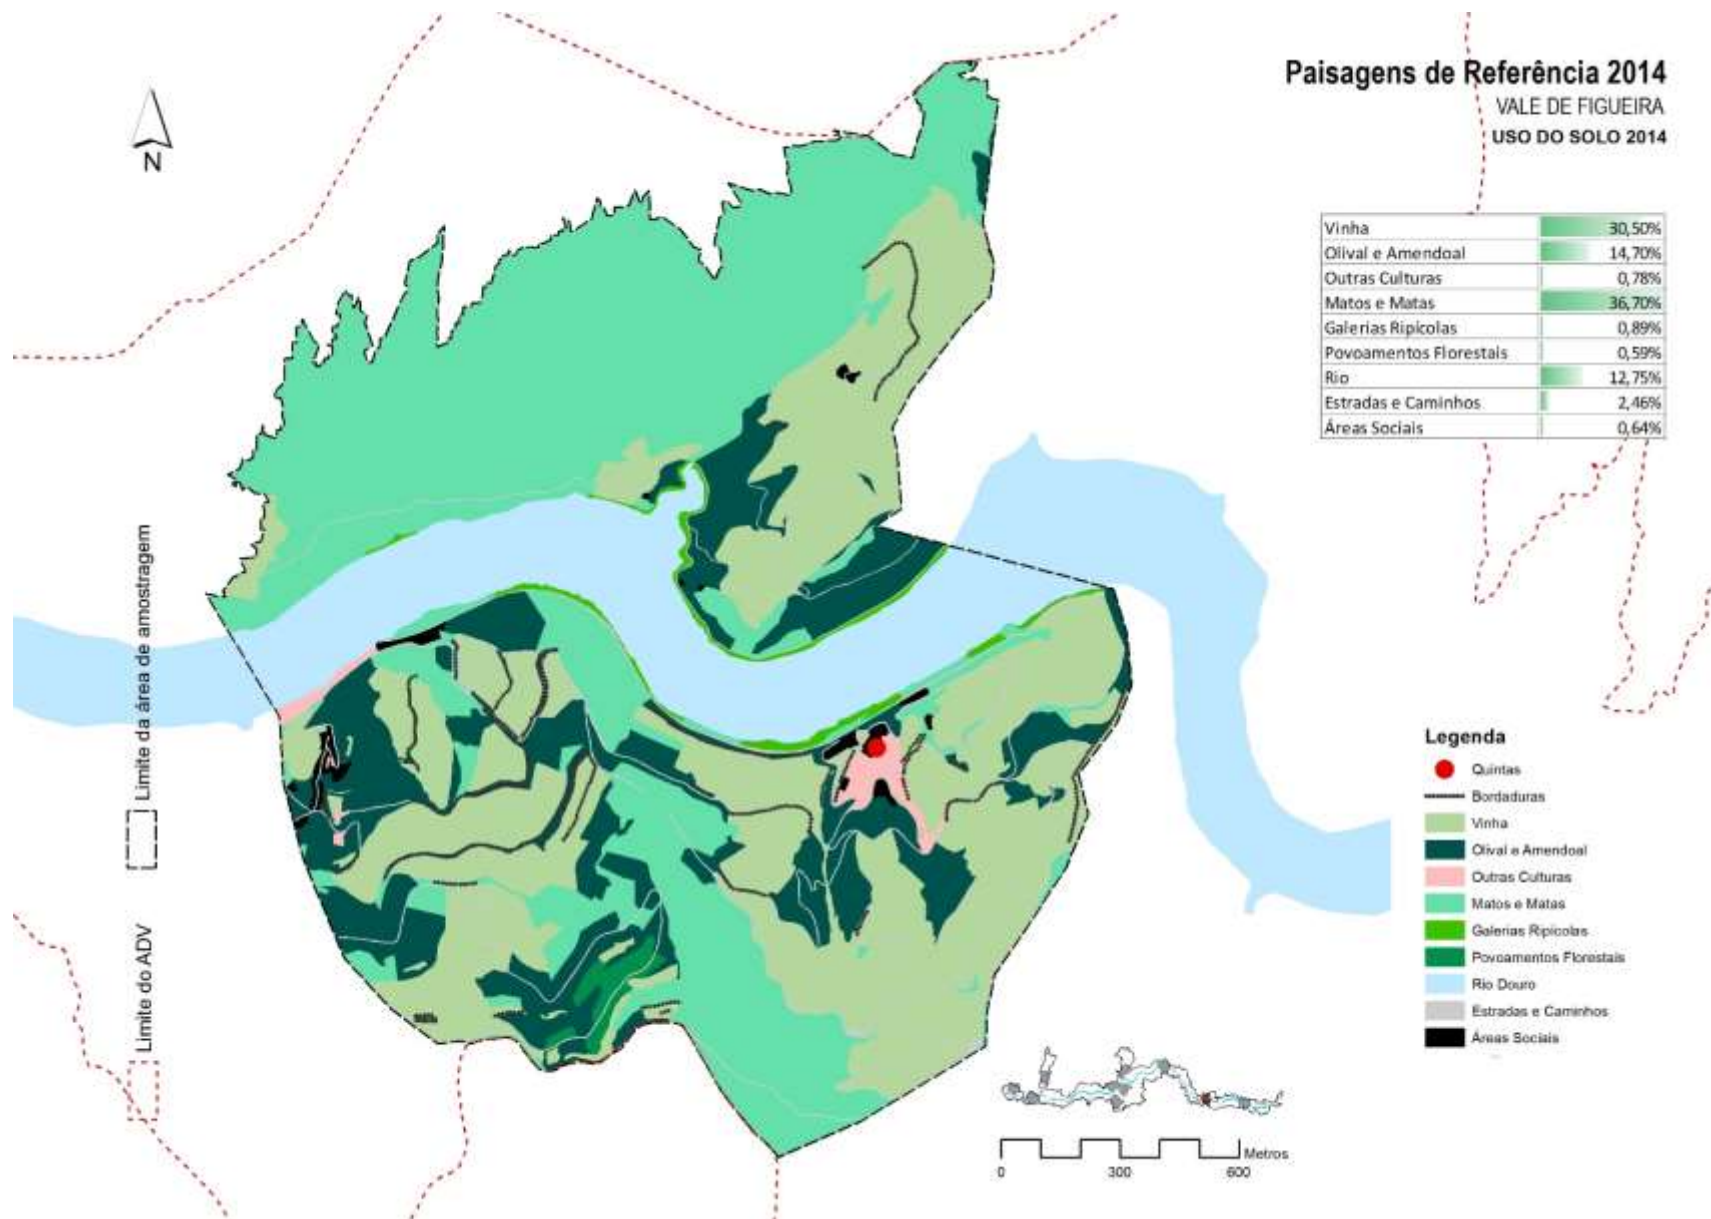 Paisagens de Referência 2014
VALE DE FIGUEIRA
USO DO SOLO 2014
N
Vinha 30,50%
Olival e Amendoal 14,70%
Outras Culturas 0,78%
Matos e Matas 36,70%
Galerias Ripícolas 0,89%
Povoamentos Florestais 0,59%
Rio 12,75%
Estradas e Caminhos 2,46%
Áreas Sociais 0,64%
Limite da área de amostragem
Limite do ADV
Legenda
Quintas
Bordaduras
Vinha
Olival e Amendoal
Outras Culturas
Matos e Matas
Galerias Ripícolas
Povoamentos Florestais
Rio Douro
Estradas e Caminhos
Áreas Sociais
Metros
0 300 600